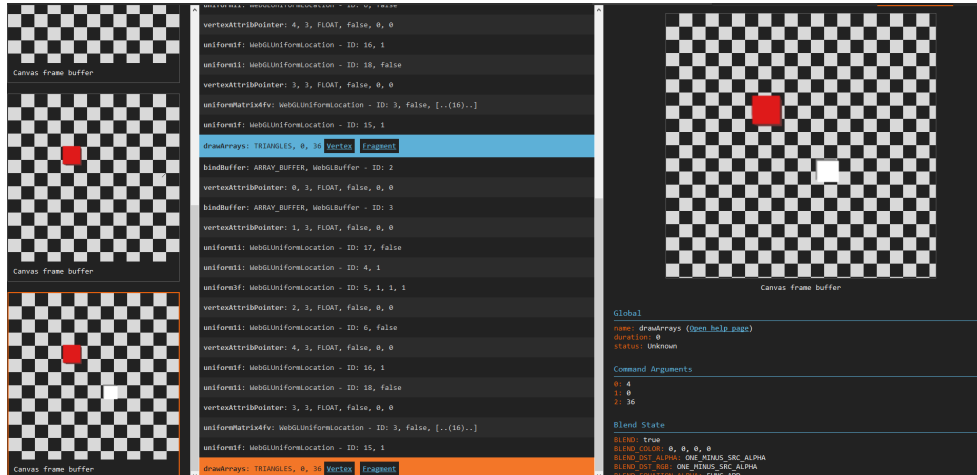 Canvas frame buffer
Canvas frame buffer
Canvas frame buffer
vertexAttribPointer: 4, 3, FLOAT, false, 0, 0
uniform1f: WebGLUniformLocation - ID: 16, 1
uniform1i: WebGLUniformLocation - ID: 18, false
vertexAttribPointer: 3, 3, FLOAT, false, 0, 0
uniformMatrix4fv: WebGLUniformLocation - ID: 3, false, [..(16)..]
uniform1f: WebGLUniformLocation - ID: 15, 1
drawArrays: TRIANGLES, 0, 36 Vertex Fragment
bindBuffer: ARRAY_BUFFER, WebGLBuffer - ID: 2
vertexAttribPointer: 0, 3, FLOAT, false, 0, 0
bindBuffer: ARRAY_BUFFER, WebGLBuffer - ID: 3
vertexAttribPointer: 1, 3, FLOAT, false, 0, 0
uniform1i: WebGLUniformLocation - ID: 17, false
uniform1i: WebGLUniformLocation - ID: 4, 1
uniform3f: WebGLUniformLocation - ID: 5, 1, 1, 1
vertexAttribPointer: 2, 3, FLOAT, false, 0, 0
uniform1i: WebGLUniformLocation - ID: 6, false
vertexAttribPointer: 4, 3, FLOAT, false, 0, 0
uniform1f: WebGLUniformLocation - ID: 16, 1
uniform1i: WebGLUniformLocation - ID: 18, false
vertexAttribPointer: 3, 3, FLOAT, false, 0, 0
uniformMatrix4fv: WebGLUniformLocation - ID: 3, false, [..(16)..]
uniform1f: WebGLUniformLocation - ID: 15, 1
drawArrays: TRIANGLES, 0, 36 Vertex Fragment
Canvas frame buffer
Global
name: drawArrays (Open help page)
duration: 0
status: Unknown
Command Arguments
0: 4
1: 0
2: 36
Blend State
BLEND: true
BLEND_COLOR: 0, 0, 0, 0
BLEND_DST_ALPHA: ONE_MINUS_SRC_ALPHA
BLEND_DST_RGB: ONE_MINUS_SRC_ALPHA